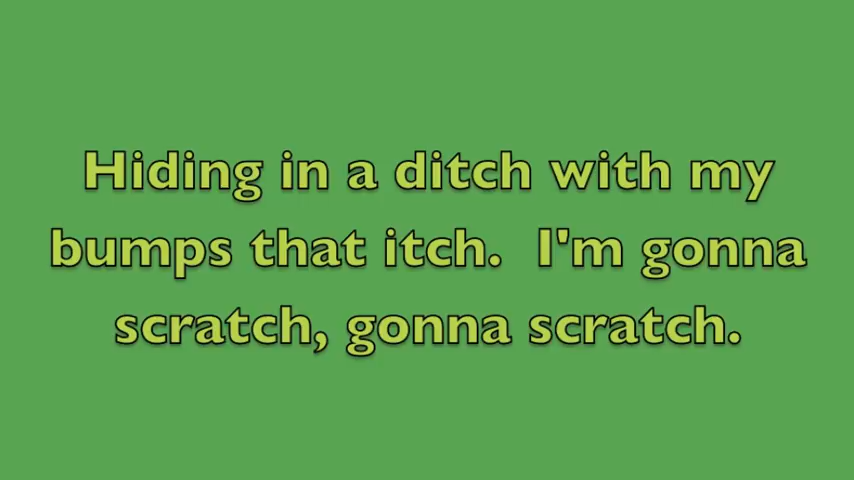 Hiding in a ditch with my
bumps that itch.  I'm gonna
scratch, gonna scratch.